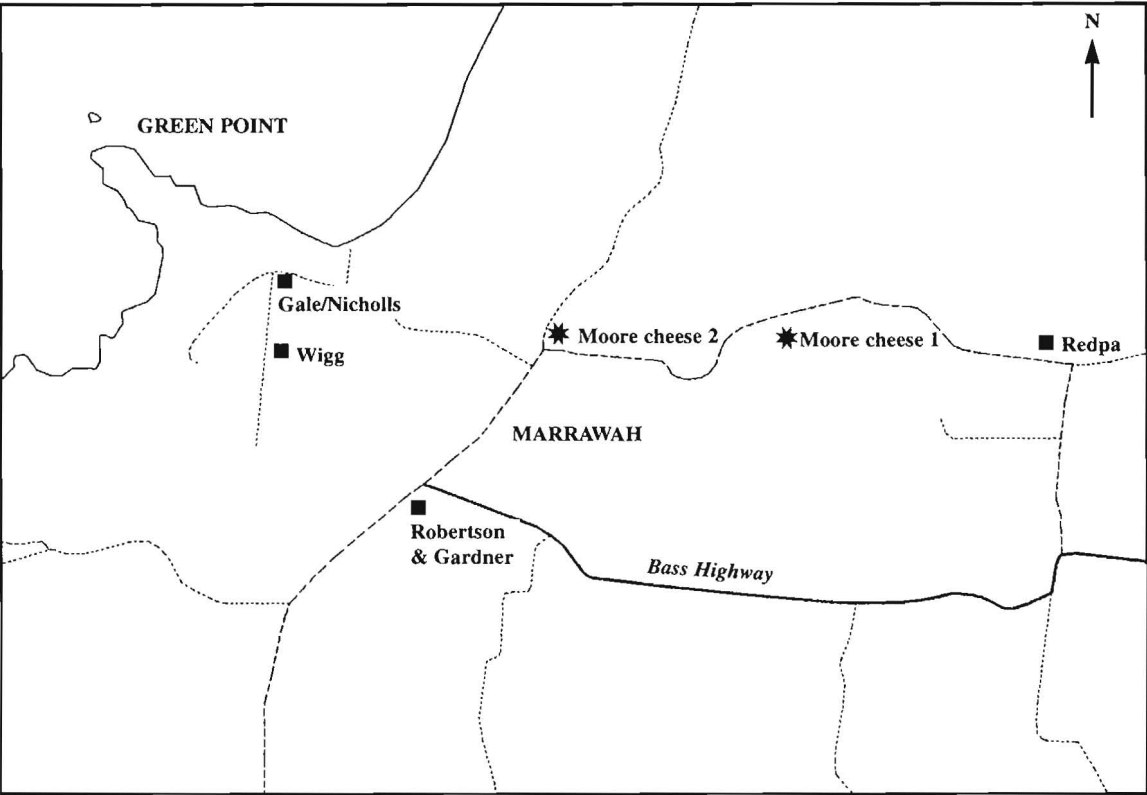 N
GREEN POINT
Gale/Nicholls
Moore cheese 2
Moore cheese 1
Redpa
Wigg
MARRAWAH
Robertson
& Gardner
Bass Highway